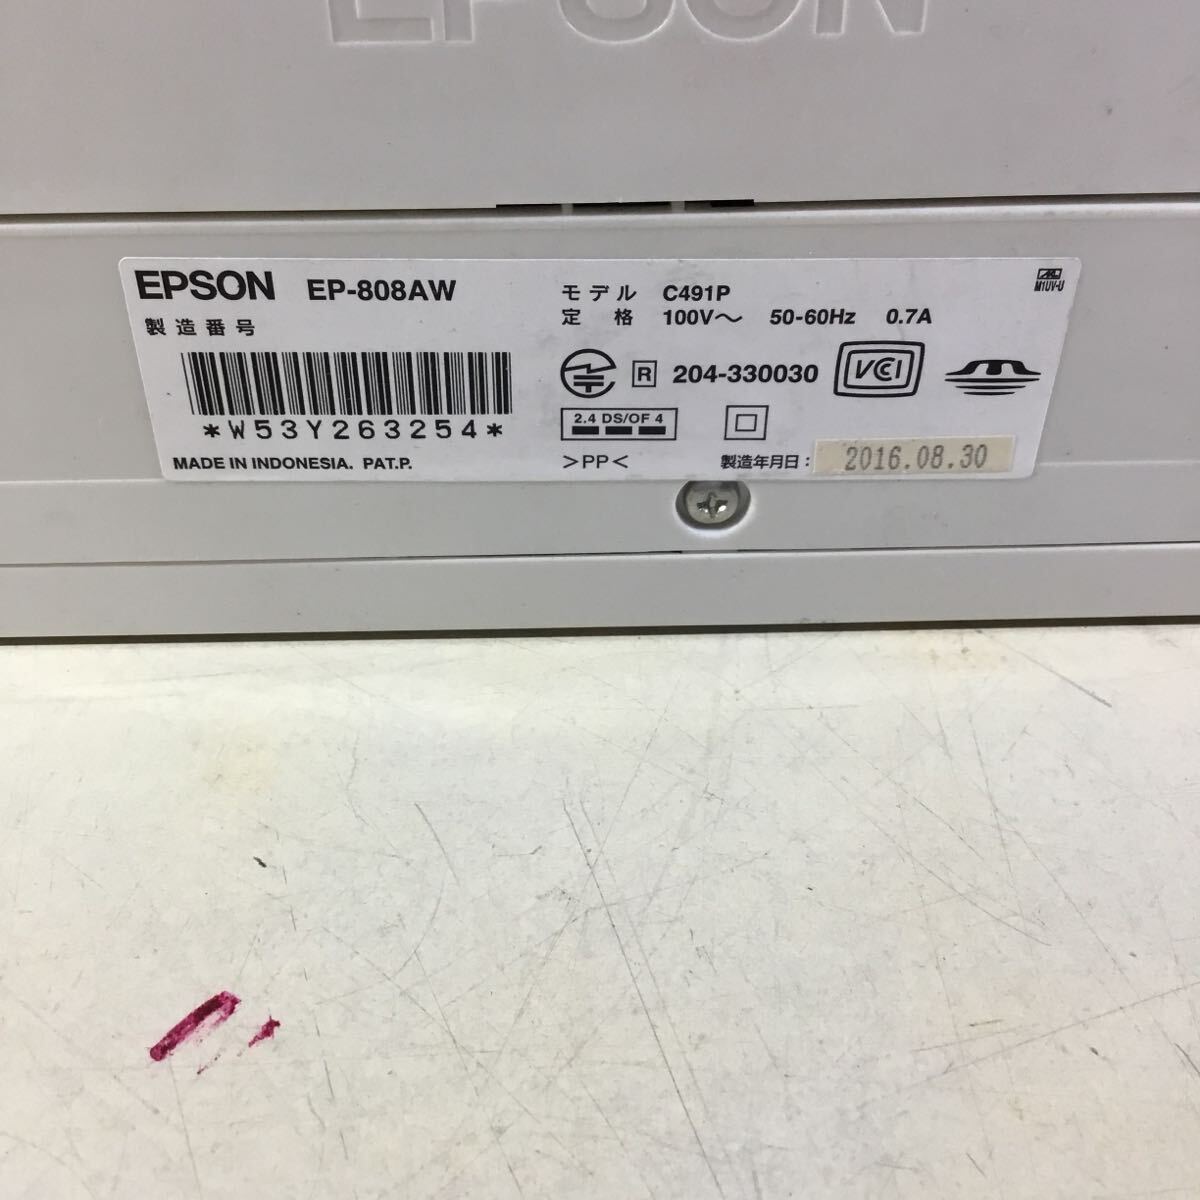 EPSON
EPSON EP-808AW
製造番号
*W53Y263254*
MADE IN INDONESIA. PAT.P.
モデル C491P
定格 100V～ 50-60Hz 0.7A
R 204-330030 VCCI
2.4 DS/OF 4
>PP<
製造年月日： 2016.08.30
M1UV-U